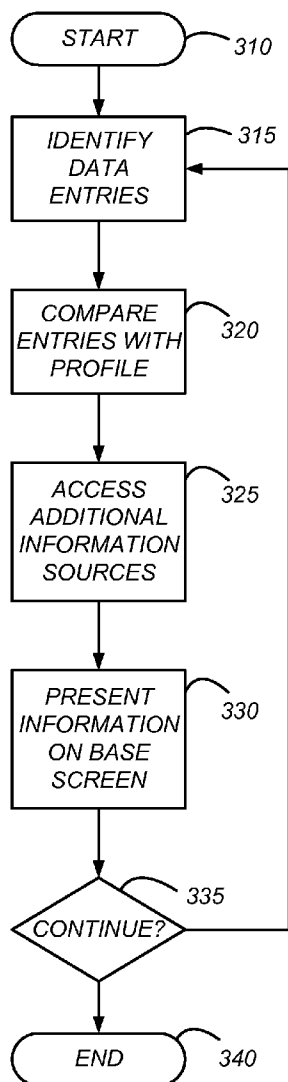 START
310
IDENTIFY
DATA
ENTRIES
315
COMPARE
ENTRIES WITH
PROFILE
320
ACCESS
ADDITIONAL
INFORMATION
SOURCES
325
PRESENT
INFORMATION
ON BASE
SCREEN
330
335
CONTINUE?
END
340